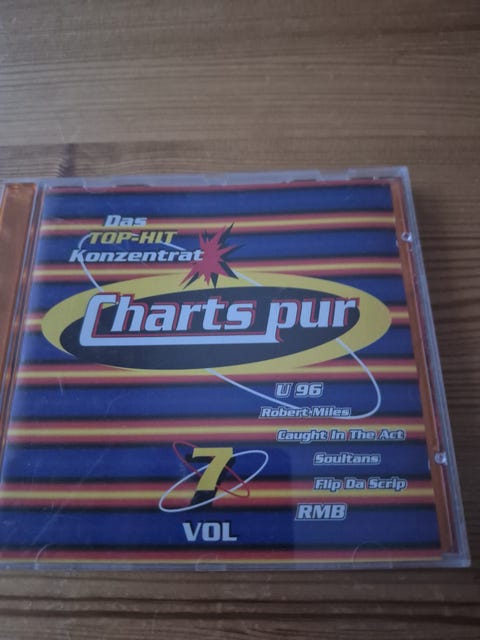 Das
TOP-HIT
Konzentrat
Charts pur
U 96
Robert Miles
Caught In The Act
Soultans
Flip Da Scrip
RMB
7
VOL